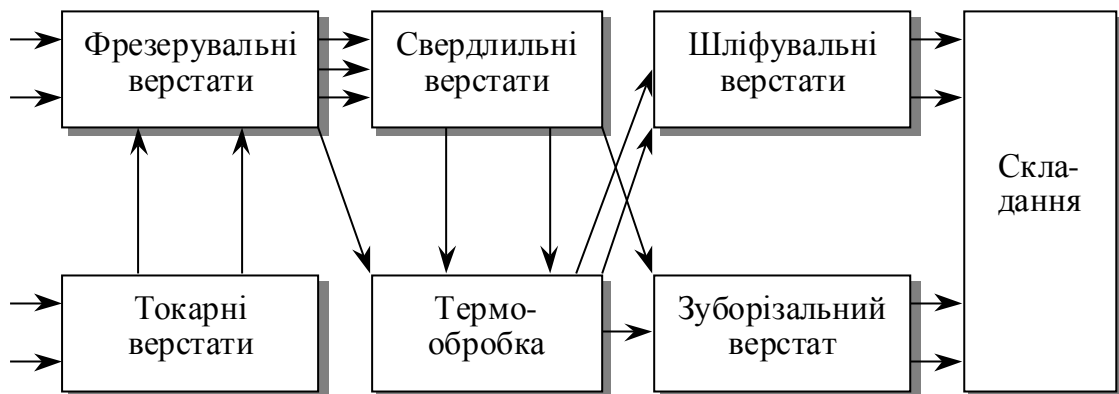 Фрезерувальні
верстати
Свердлильні
верстати
Шліфувальні
верстати
Скла-
дання
Токарні
верстати
Термо-
обробка
Зуборізальний
верстат